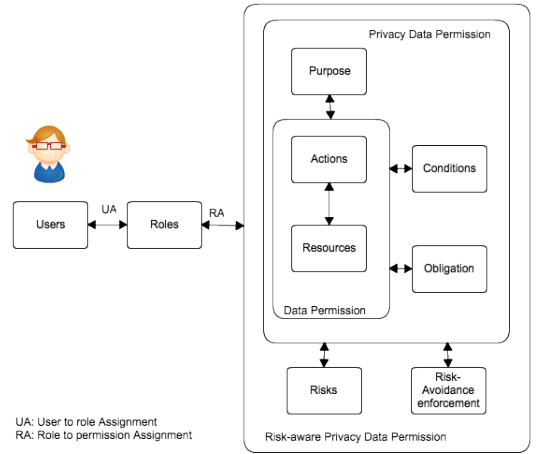 Privacy Data Permission
Purpose
Actions
Conditions
UA
RA
Users
Roles
Resources
Obligation
Data Permission
Risks
Risk-
Avoidance
enforcement
UA: User to role Assignment
RA: Role to permission Assignment
Risk-aware Privacy Data Permission